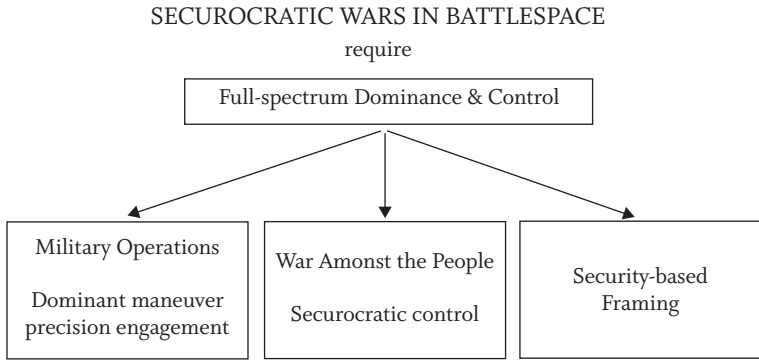 SECUROCRATIC WARS IN BATTLESPACE
require
Full-spectrum Dominance & Control
Military Operations
Dominant maneuver
precision engagement
War Amonst the People
Securocratic control
Security-based
Framing